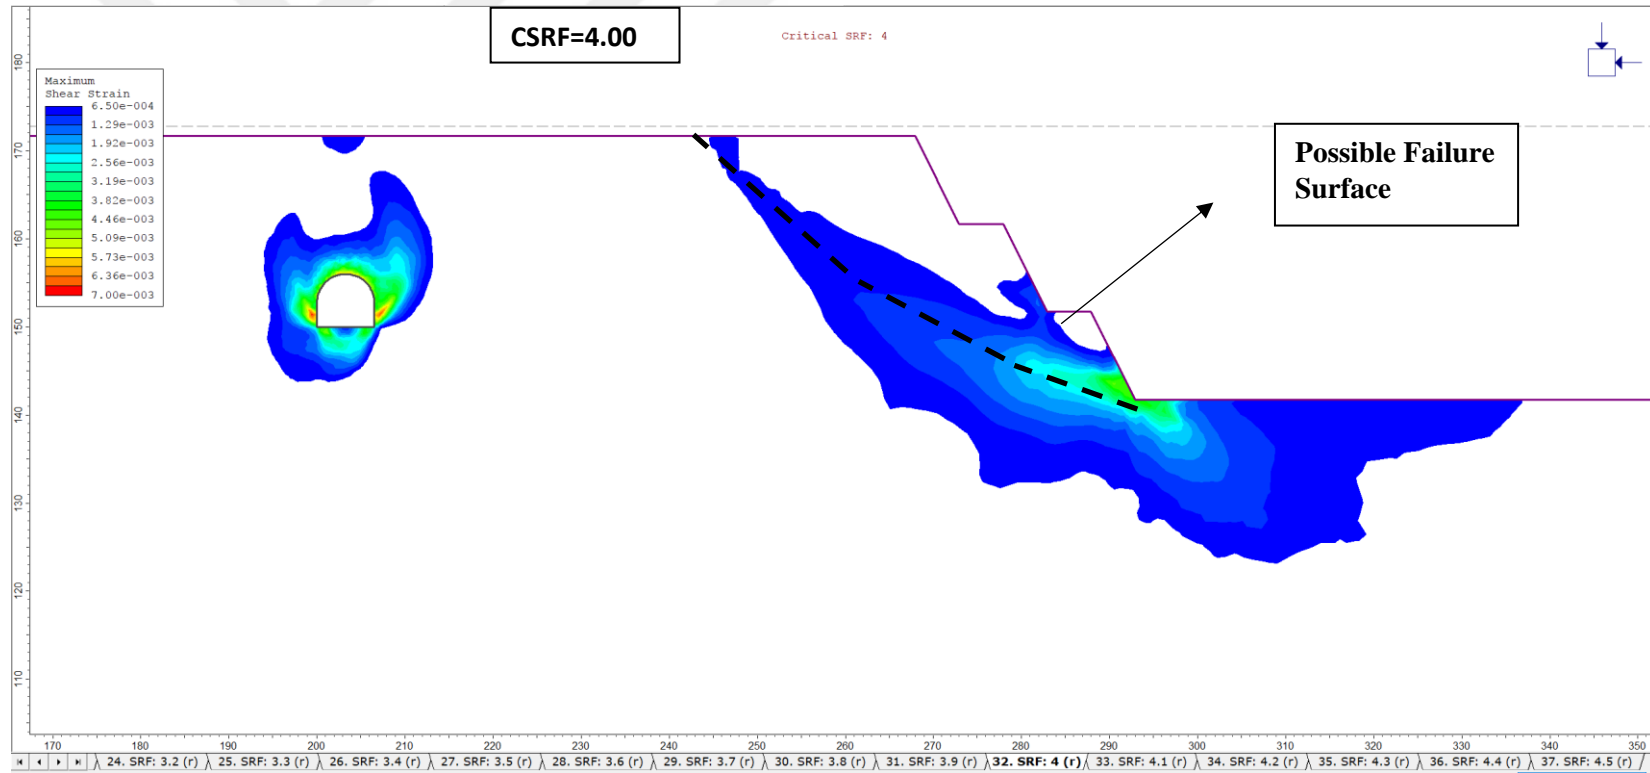 CSRF=4.00
Critical SRF: 4
Maximum
Shear Strain
6.50e-004
1.29e-003
1.92e-003
2.56e-003
3.19e-003
3.82e-003
4.46e-003
5.09e-003
5.73e-003
6.36e-003
7.00e-003
Possible Failure
Surface
180
170
160
150
140
130
120
110
170 180 190 200 210 220 230 240 250 260 270 280 290 300 310 320 330 340 350
24. SRF: 3.2 (r) 25. SRF: 3.3 (r) 26. SRF: 3.4 (r) 27. SRF: 3.5 (r) 28. SRF: 3.6 (r) 29. SRF: 3.7 (r) 30. SRF: 3.8 (r) 31. SRF: 3.9 (r) 32. SRF: 4 (r) 33. SRF: 4.1 (r) 34. SRF: 4.2 (r) 35. SRF: 4.3 (r) 36. SRF: 4.4 (r) 37. SRF: 4.5 (r)